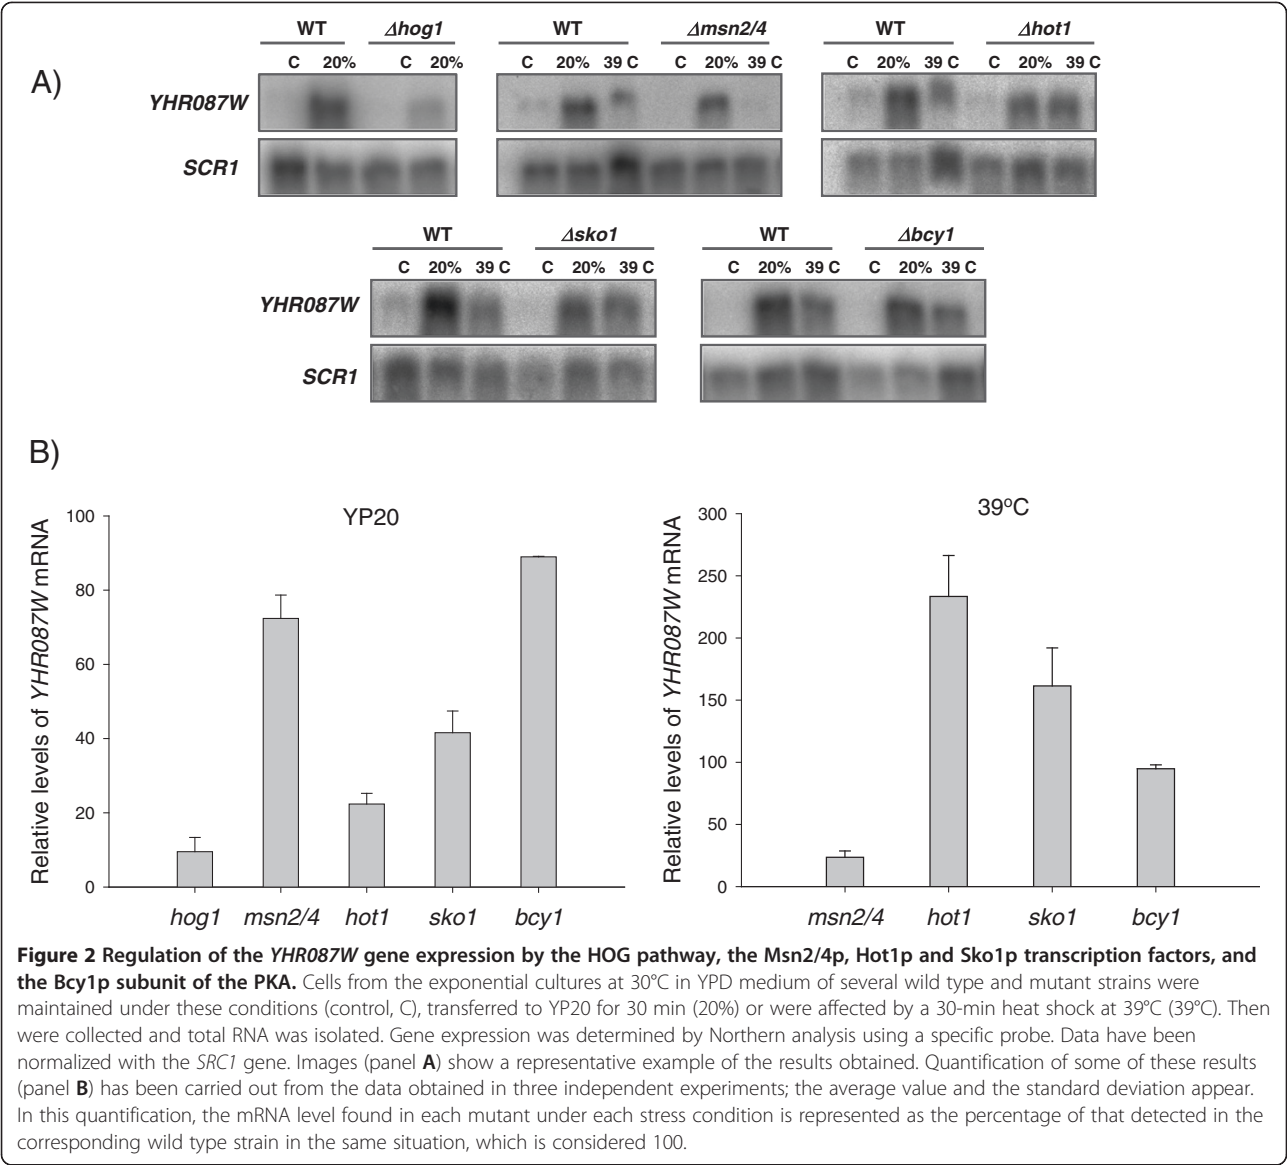 A)
WT Δhog1 WT Δmsn2/4 WT Δhot1
C 20% C 20% C 20% 39 C C 20% 39 C C 20% 39 C C 20% 39 C
YHR087W
SCR1
WT Δsko1 WT Δbcy1
C 20% 39 C C 20% 39 C C 20% 39 C C 20% 39 C
YHR087W
SCR1
B)
YP20
Relative levels of YHR087W mRNA
100
80
60
40
20
0
hog1 msn2/4 hot1 sko1 bcy1
39ºC
Relative levels of YHR087W mRNA
300
250
200
150
100
50
0
msn2/4 hot1 sko1 bcy1
Figure 2 Regulation of the YHR087W gene expression by the HOG pathway, the Msn2/4p, Hot1p and Sko1p transcription factors, and
the Bcy1p subunit of the PKA. Cells from the exponential cultures at 30°C in YPD medium of several wild type and mutant strains were
maintained under these conditions (control, C), transferred to YP20 for 30 min (20%) or were affected by a 30-min heat shock at 39°C (39°C). Then
were collected and total RNA was isolated. Gene expression was determined by Northern analysis using a specific probe. Data have been
normalized with the SRC1 gene. Images (panel A) show a representative example of the results obtained. Quantification of some of these results
(panel B) has been carried out from the data obtained in three independent experiments; the average value and the standard deviation appear.
In this quantification, the mRNA level found in each mutant under each stress condition is represented as the percentage of that detected in the
corresponding wild type strain in the same situation, which is considered 100.